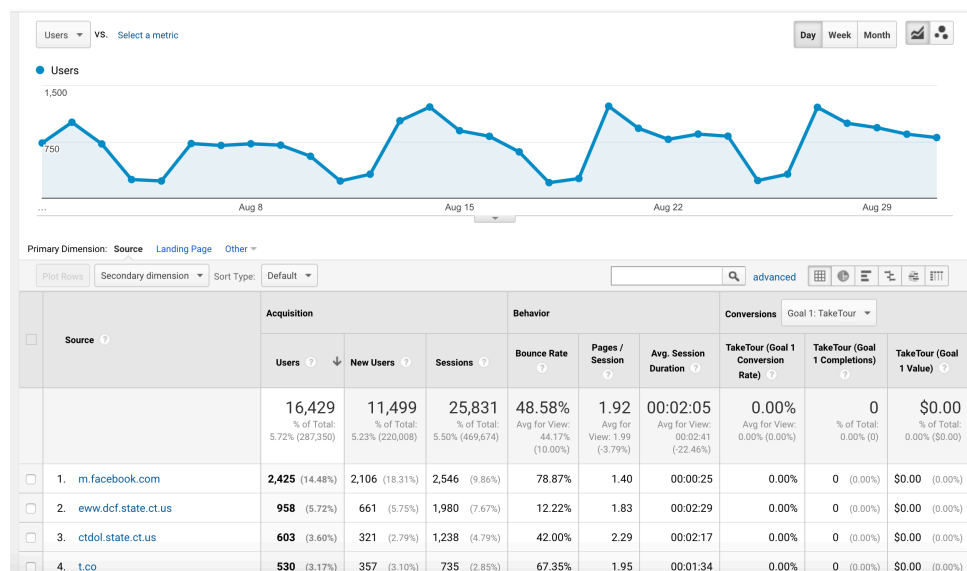 Users VS. Select a metric Day Week Month
Users
1,500
750
... Aug 8 Aug 15 Aug 22 Aug 29
Primary Dimension: Source Landing Page Other
Plot Rows Secondary dimension Sort Type: Default advanced
Acquisition Behavior Conversions Goal 1: TakeTour
Source ? Users ? New Users ? Sessions ? Bounce Rate ? Pages / Session ? Avg. Session Duration ? TakeTour (Goal 1 Conversion Rate) ? TakeTour (Goal 1 Completions) ? TakeTour (Goal 1 Value) ?
16,429 11,499 25,831 48.58% 1.92 00:02:05 0.00% 0 $0.00
% of Total: 5.72% (287,350) % of Total: 5.23% (220,008) % of Total: 5.50% (469,674) Avg for View: 44.17% (10.00%) Avg for View: 1.99 (-3.79%) Avg for View: 00:02:41 (-22.46%) Avg for View: 0.00% (0.00%) % of Total: 0.00% (0) % of Total: 0.00% ($0.00)
1. m.facebook.com 2,425 (14.48%) 2,106 (18.31%) 2,546 (9.86%) 78.87% 1.40 00:00:25 0.00% 0 (0.00%) $0.00 (0.00%)
2. eww.dcf.state.ct.us 958 (5.72%) 661 (5.75%) 1,980 (7.67%) 12.22% 1.83 00:02:29 0.00% 0 (0.00%) $0.00 (0.00%)
3. ctdol.state.ct.us 603 (3.60%) 321 (2.79%) 1,238 (4.79%) 42.00% 2.29 00:02:17 0.00% 0 (0.00%) $0.00 (0.00%)
4. t.co 530 (3.17%) 357 (3.10%) 735 (2.85%) 67.35% 1.95 00:01:34 0.00% 0 (0.00%) $0.00 (0.00%)